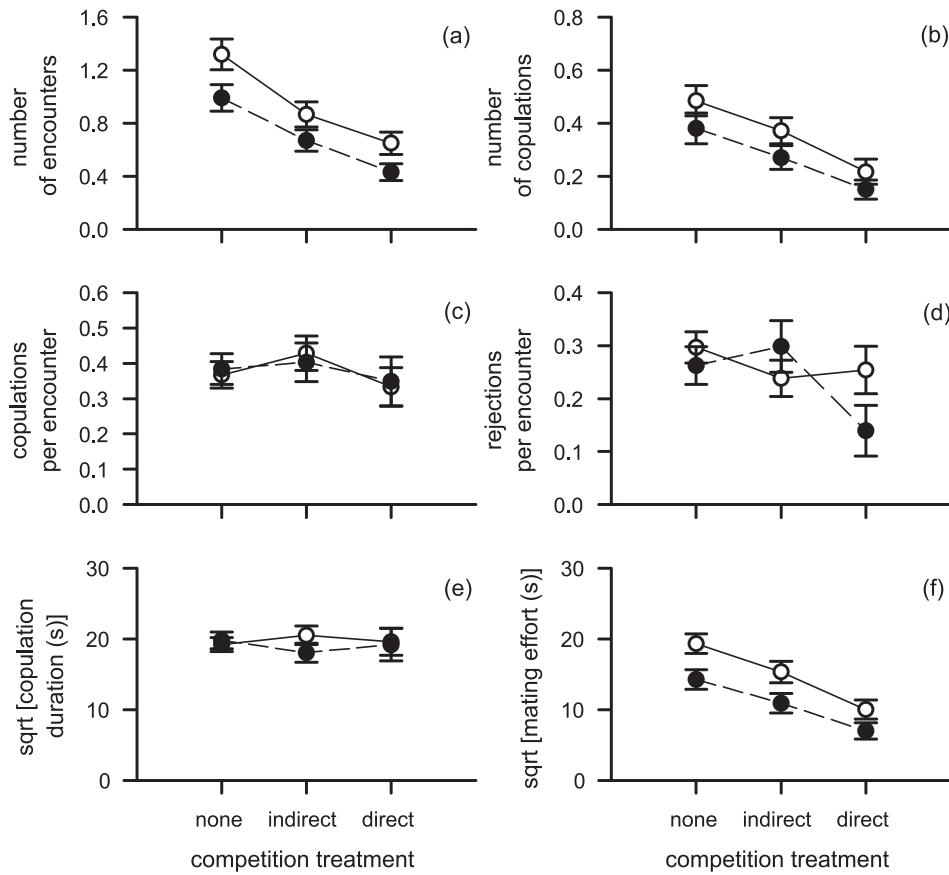 1.6
1.2
0.8
0.4
0.0
number
of encounters
(a)
0.8
0.6
0.4
0.2
0.0
number
of copulations
(b)
0.6
0.5
0.4
0.3
0.2
0.1
0.0
copulations
per encounter
(c)
0.4
0.3
0.2
0.1
0.0
rejections
per encounter
(d)
30
20
10
0
sqrt [copulation
duration (s)]
(e)
none indirect direct
competition treatment
30
20
10
0
sqrt [mating effort (s)]
(f)
none indirect direct
competition treatment